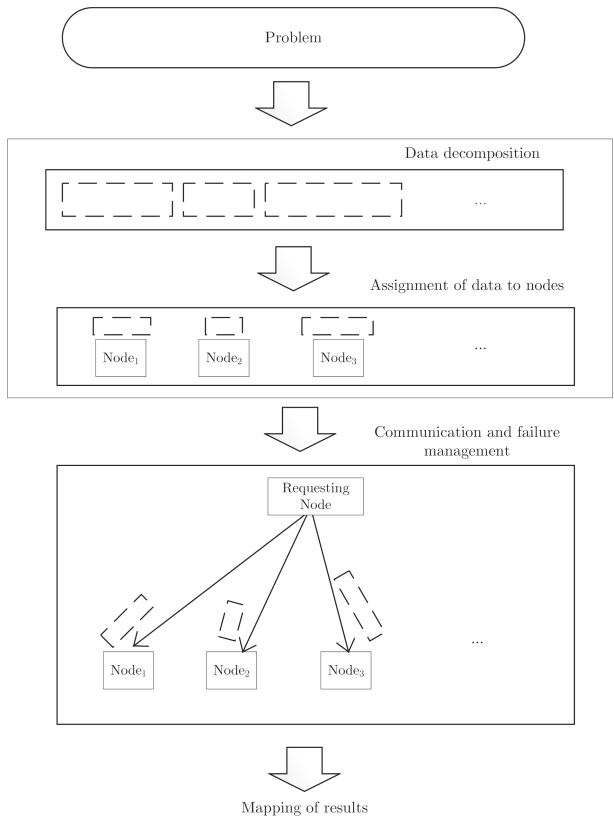 Problem
Data decomposition
...
Assignment of data to nodes
Node₁ Node₂ Node₃ ...
Communication and failure
management
Requesting
Node
...
Node₁ Node₂ Node₃
Mapping of results